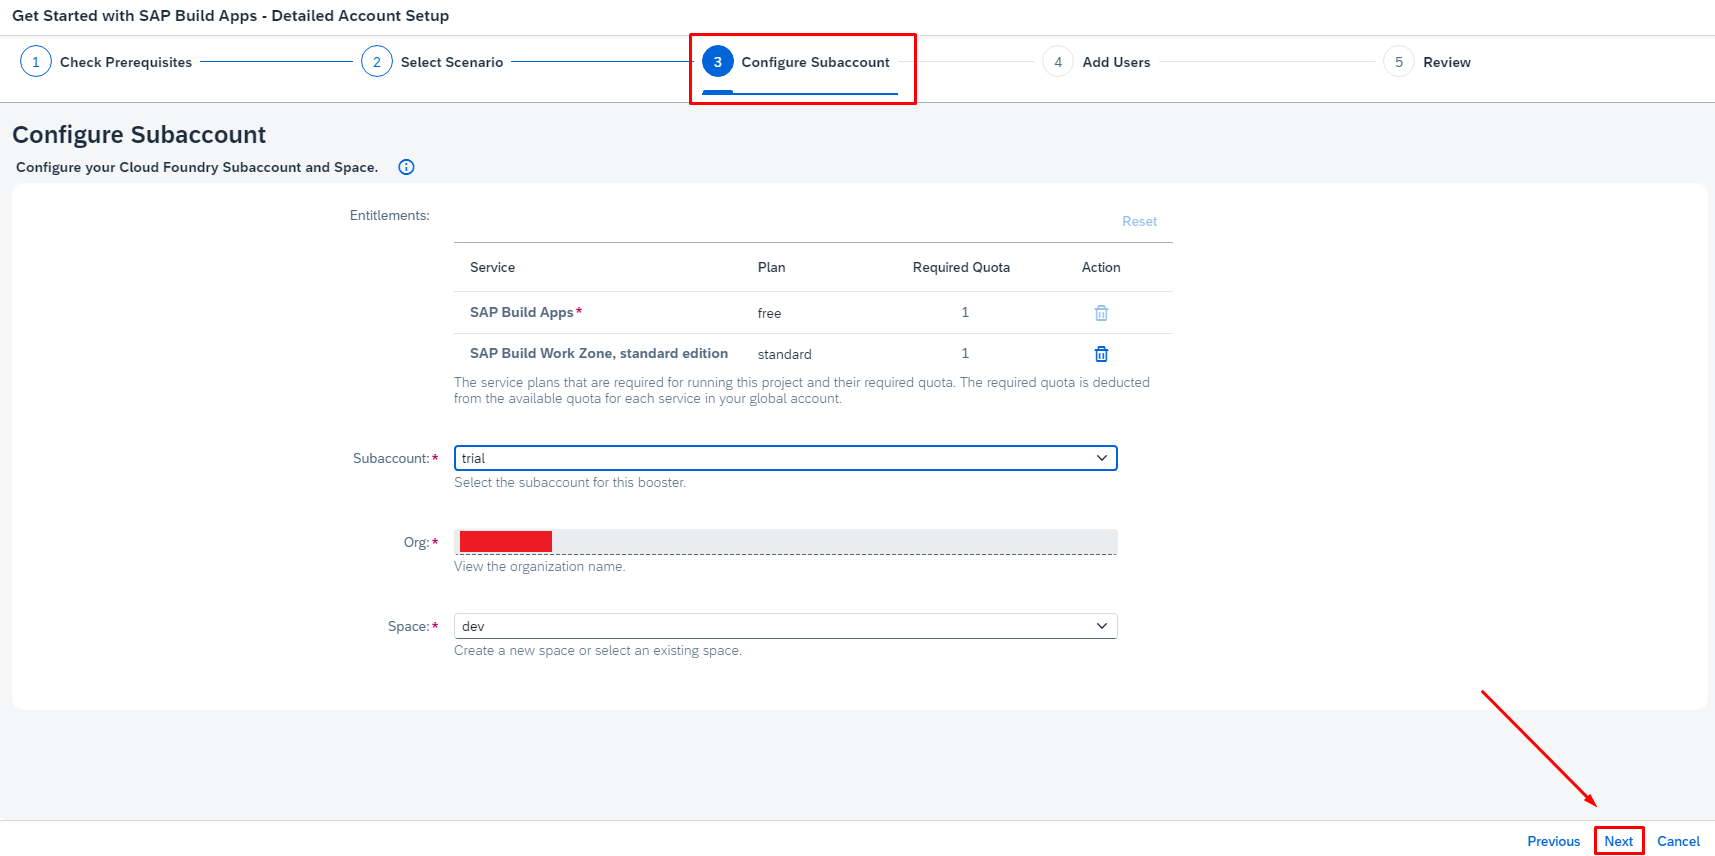 Get Started with SAP Build Apps - Detailed Account Setup
1 Check Prerequisites 2 Select Scenario 3 Configure Subaccount 4 Add Users 5 Review
Configure Subaccount
Configure your Cloud Foundry Subaccount and Space.
Entitlements:
Reset
Service Plan Required Quota Action
SAP Build Apps* free 1
SAP Build Work Zone, standard edition standard 1
The service plans that are required for running this project and their required quota. The required quota is deducted
from the available quota for each service in your global account.
Subaccount:* trial
Select the subaccount for this booster.
Org:*
View the organization name.
Space:* dev
Create a new space or select an existing space.
Previous Next Cancel